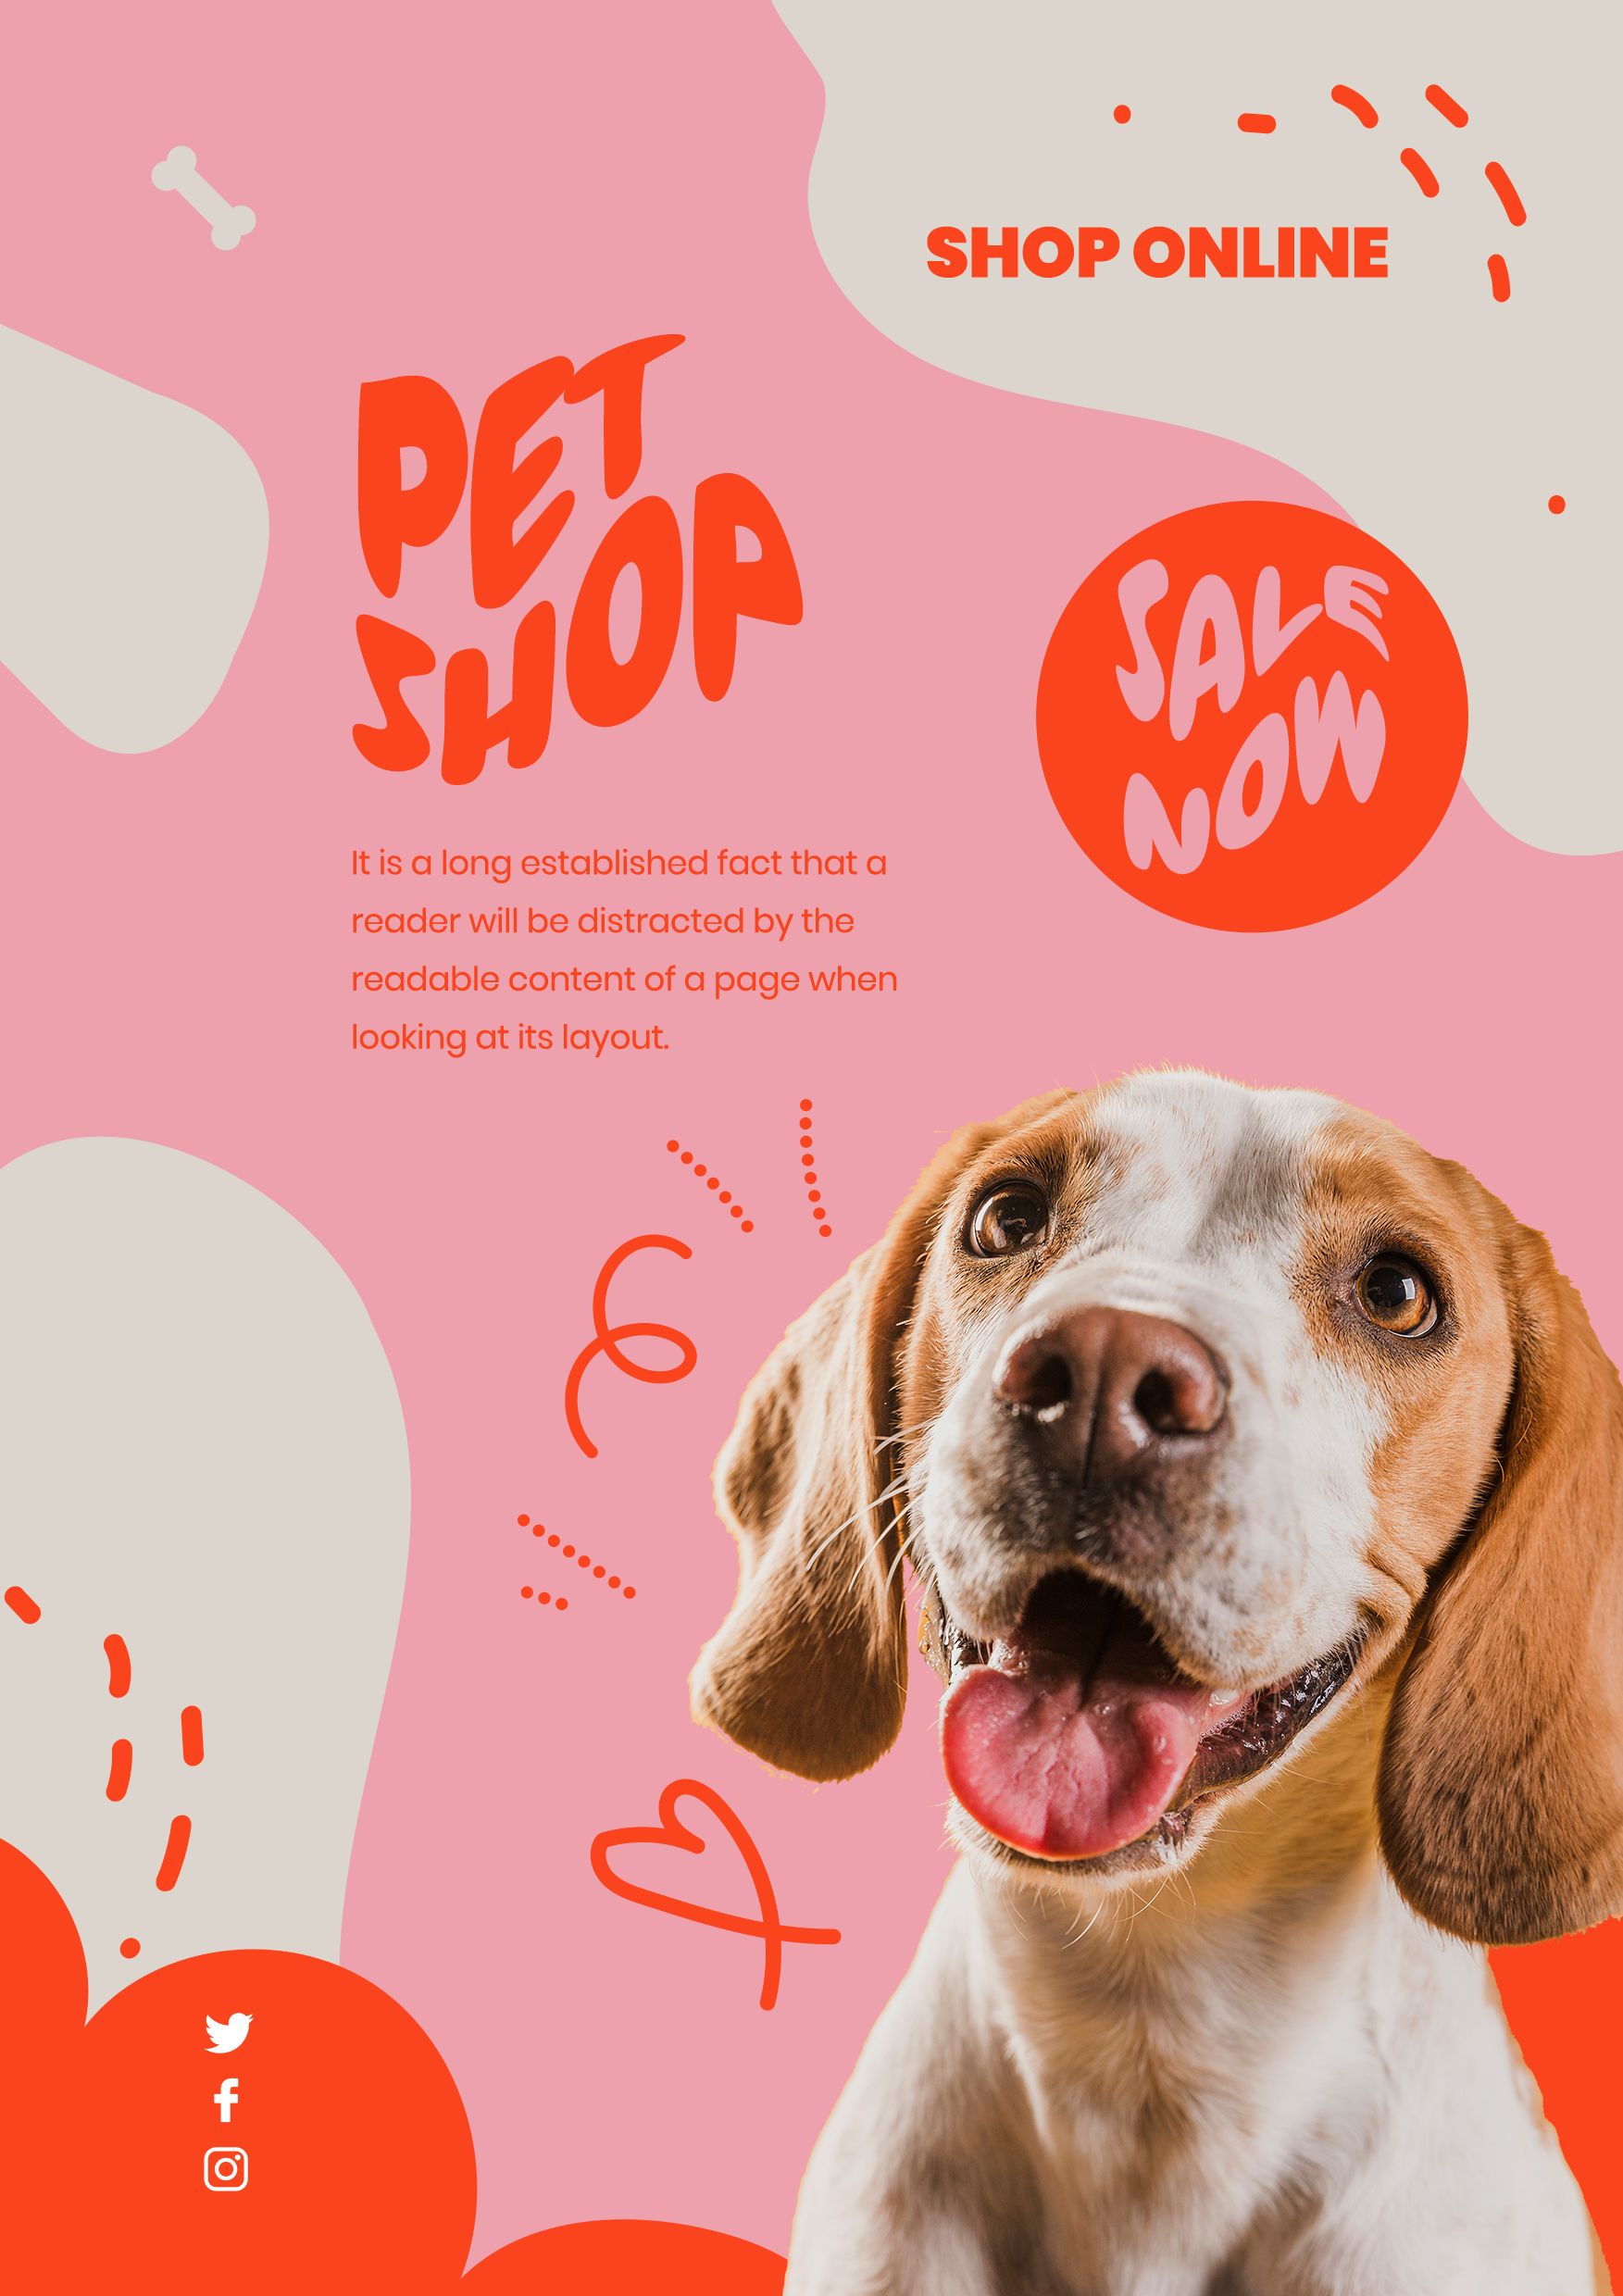 SHOP ONLINE
PET
SHOP
SALE
NOW
It is a long established fact that a
reader will be distracted by the
readable content of a page when
looking at its layout.